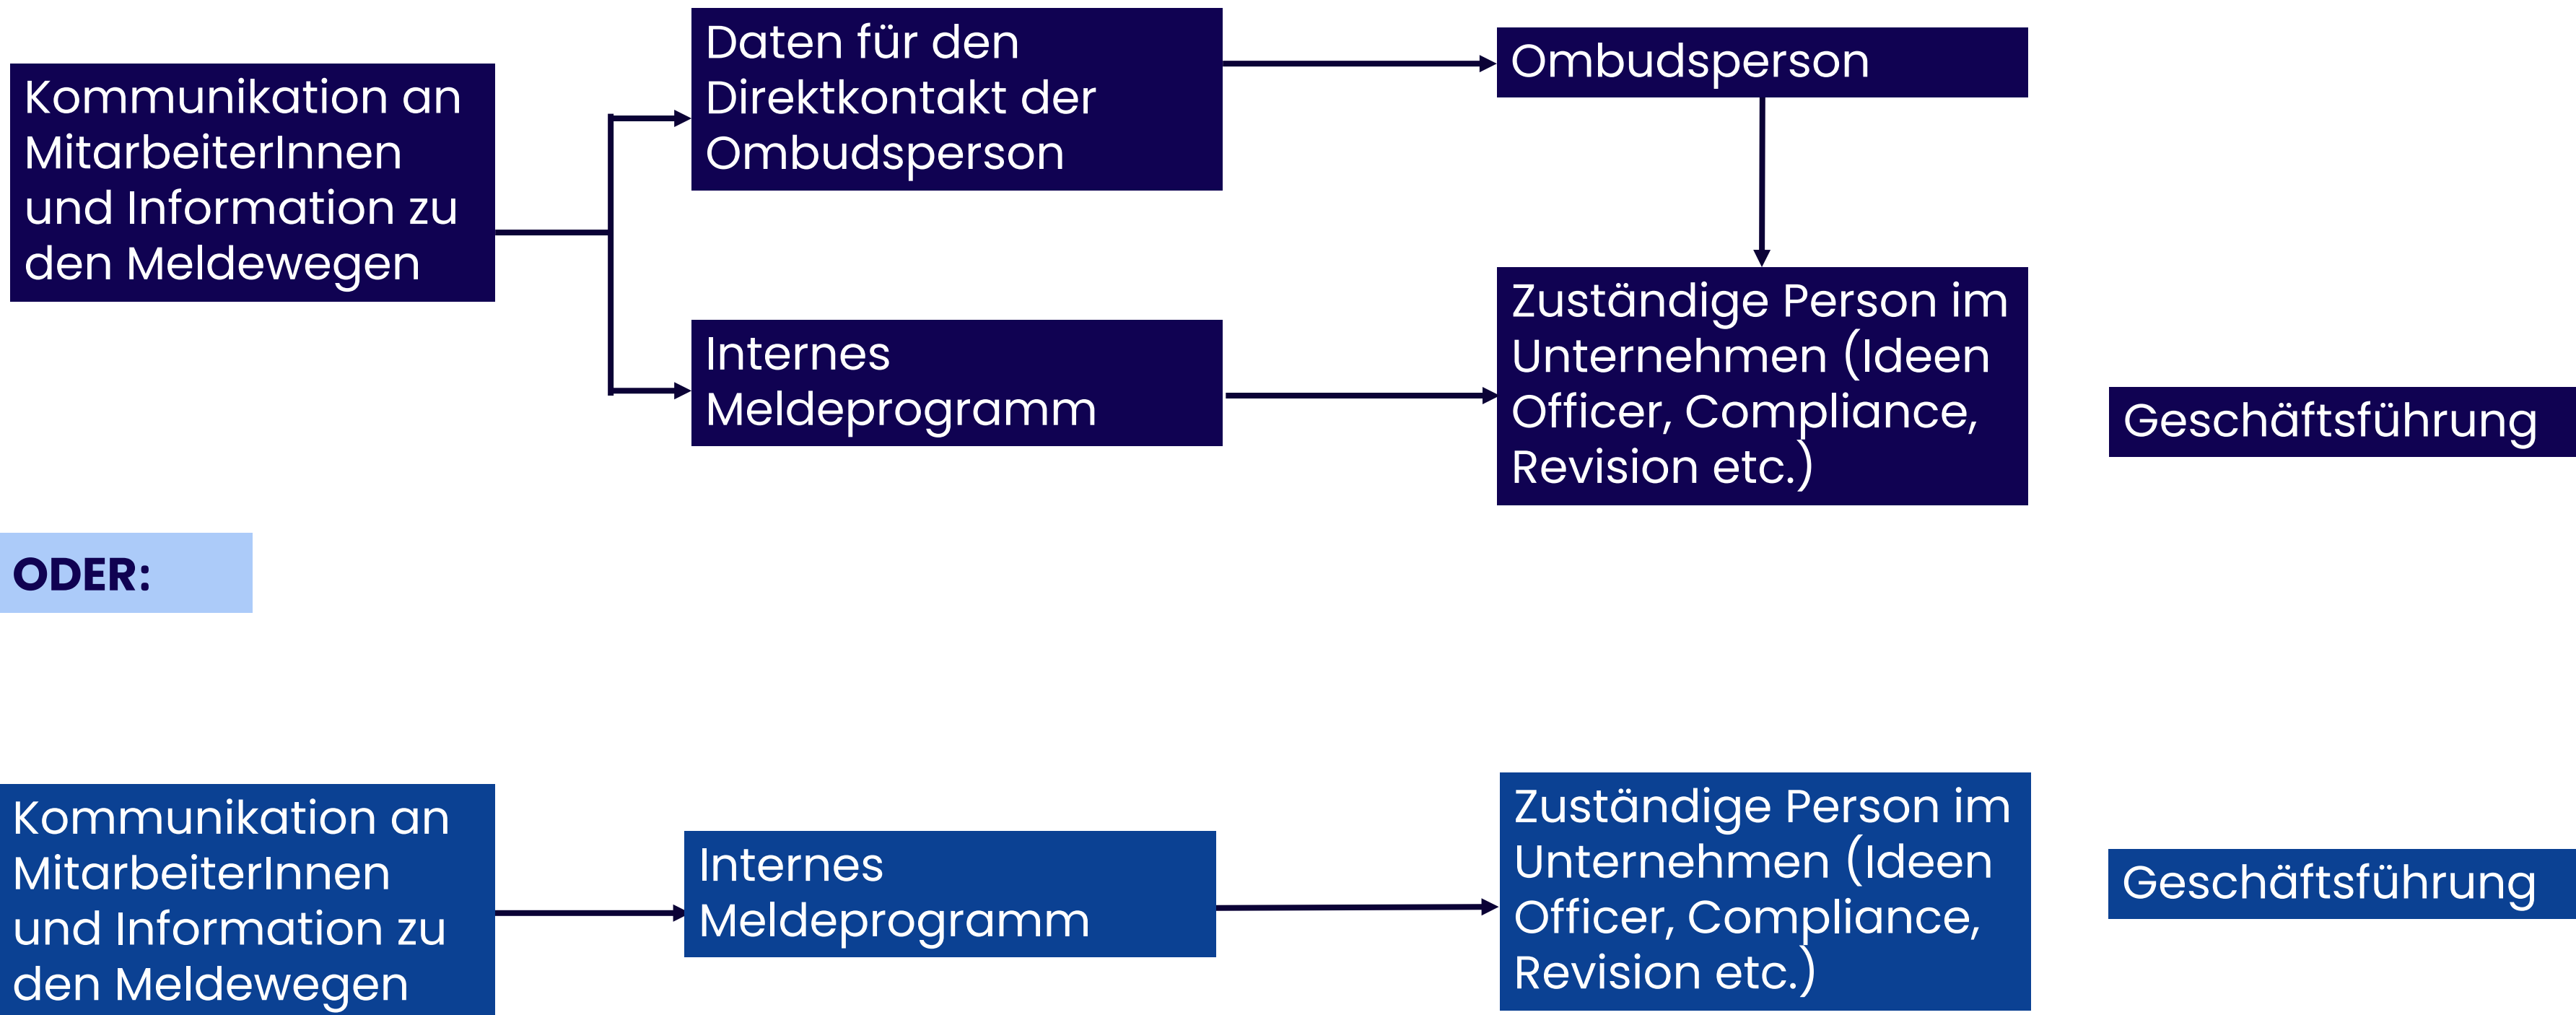 Kommunikation an
MitarbeiterInnen
und Information zu
den Meldewegen
Daten für den
Direktkontakt der
Ombudsperson
Ombudsperson
Internes
Meldeprogramm
Zuständige Person im
Unternehmen (Ideen
Officer, Compliance,
Revision etc.)
Geschäftsführung
ODER:
Kommunikation an
MitarbeiterInnen
und Information zu
den Meldewegen
Internes
Meldeprogramm
Zuständige Person im
Unternehmen (Ideen
Officer, Compliance,
Revision etc.)
Geschäftsführung